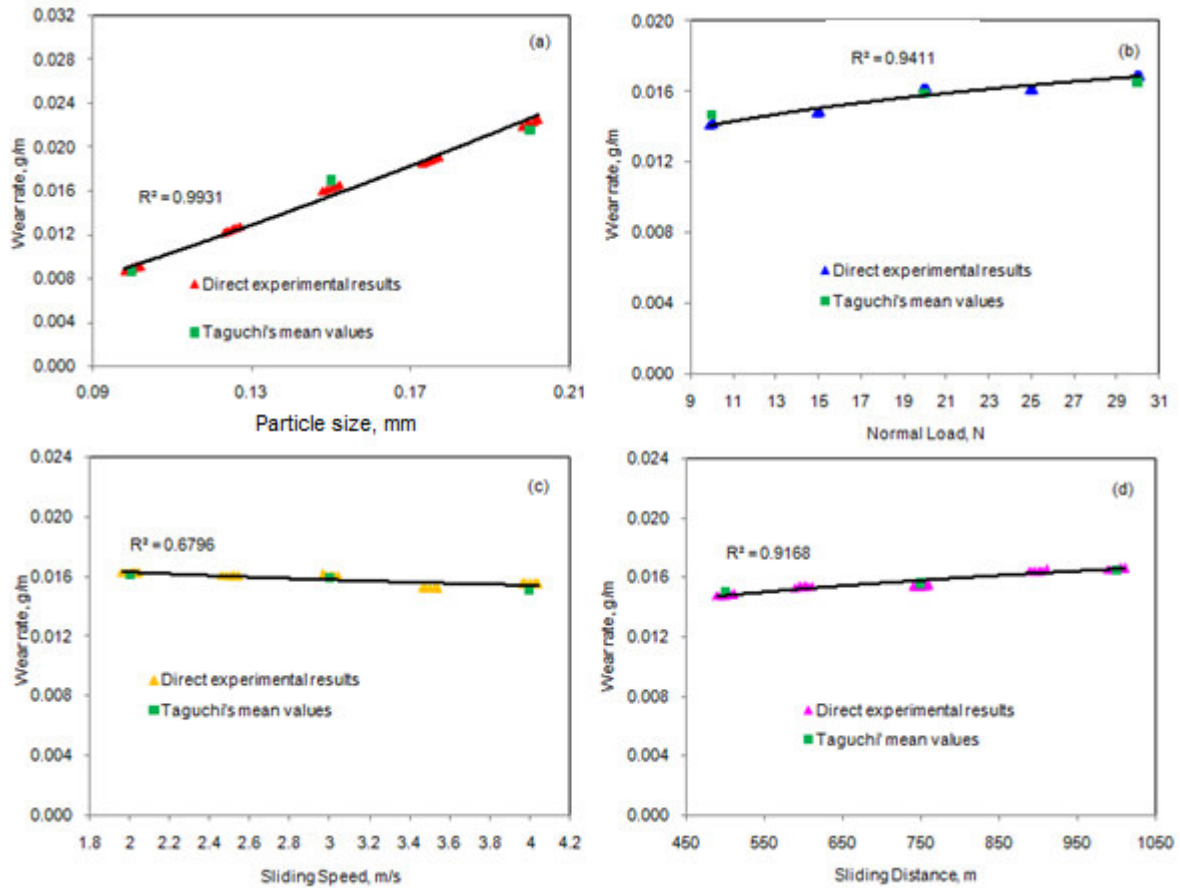 0.032
0.028
0.024
0.020
0.016
0.012
0.008
0.004
0.000
Wear rate, g/m
(a)
R² = 0.9931
Direct experimental results
Taguchi's mean values
0.09 0.13 0.17 0.21
Particle size, mm
0.020
0.016
0.012
0.008
0.004
0.000
Wear rate, g/m
(b)
R² = 0.9411
Direct experimental results
Taguchi's mean values
9 11 13 15 17 19 21 23 25 27 29 31
Normal Load, N
0.024
0.020
0.016
0.012
0.008
0.004
0.000
Wear rate, g/m
(c)
R² = 0.6796
Direct experimental results
Taguchi's mean values
1.8 2 2.2 2.4 2.6 2.8 3 3.2 3.4 3.6 3.8 4 4.2
Sliding Speed, m/s
0.024
0.020
0.016
0.012
0.008
0.004
0.000
Wear rate, g/m
(d)
R² = 0.9168
Direct experimental results
Taguchi' mean values
450 550 650 750 850 950 1050
Sliding Distance, m